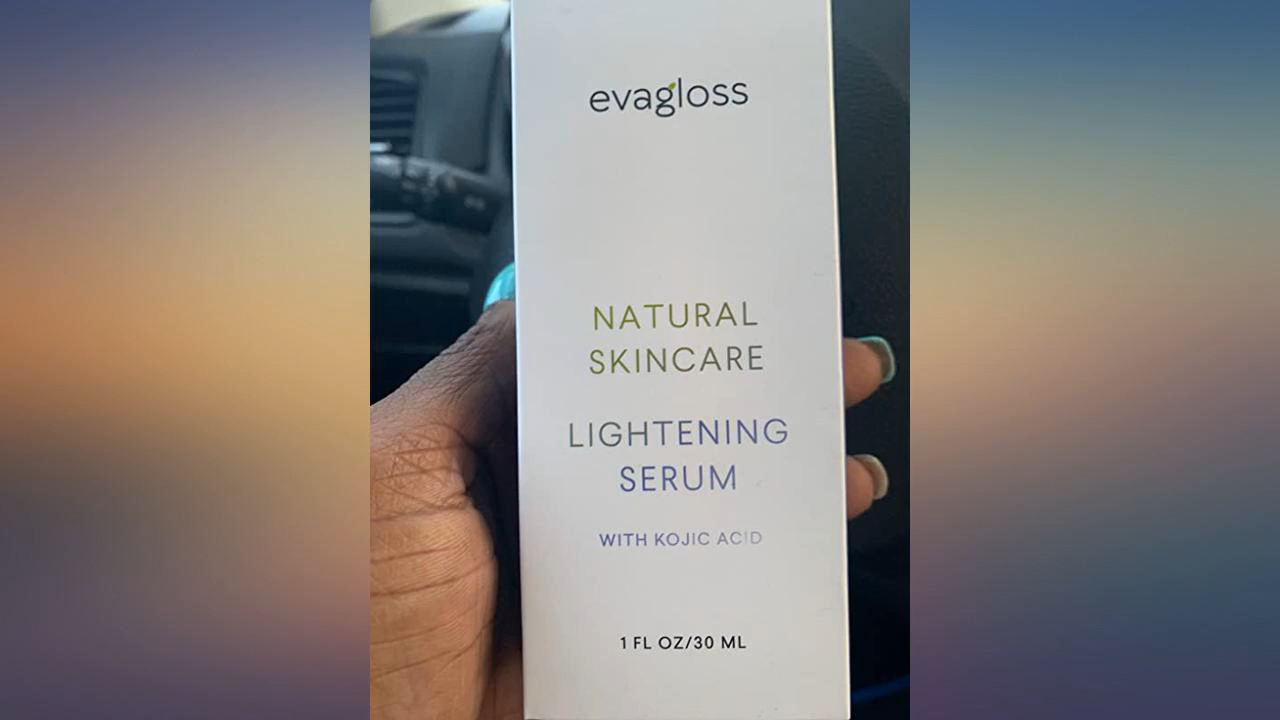 evagloss
NATURAL
SKINCARE
LIGHTENING
SERUM
WITH KOJIC ACID
1 FL OZ/30 ML